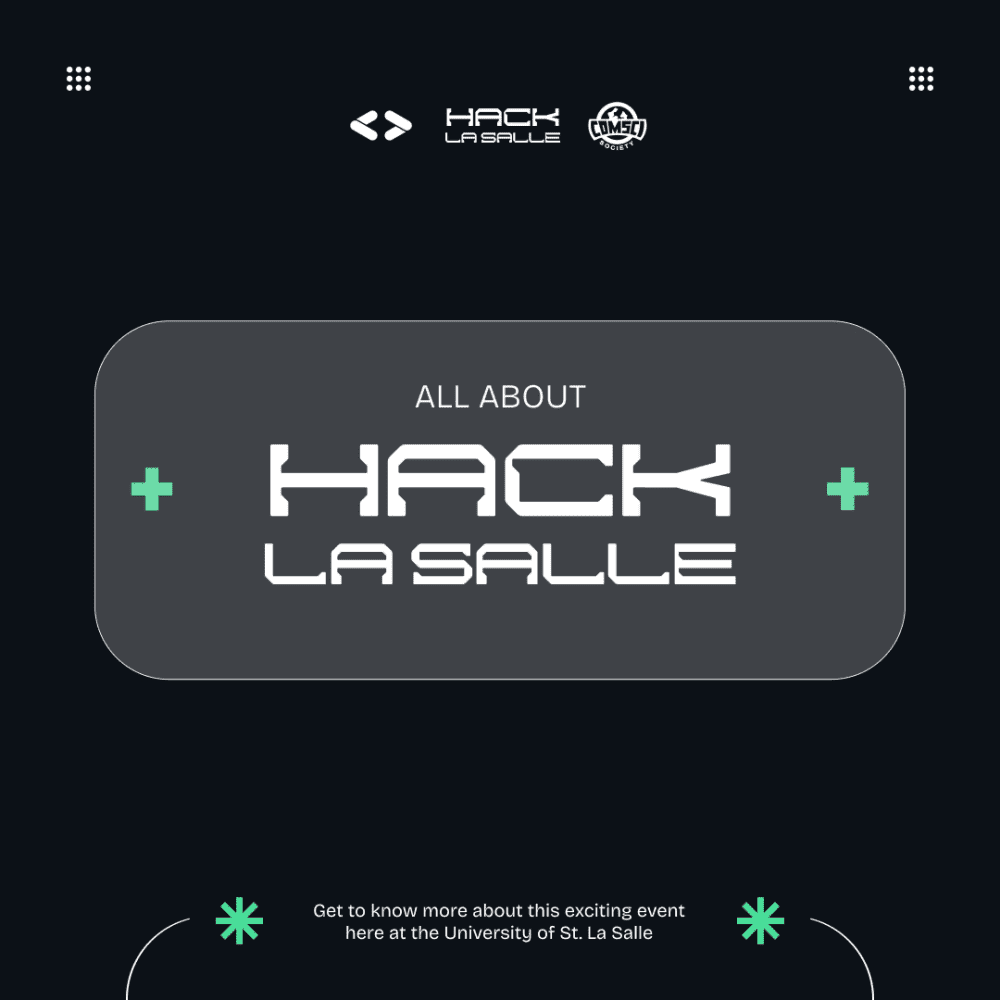 HACK
LA SALLE
COMSCI
SOCIETY
ALL ABOUT
HACK
LA SALLE
Get to know more about this exciting event
here at the University of St. La Salle